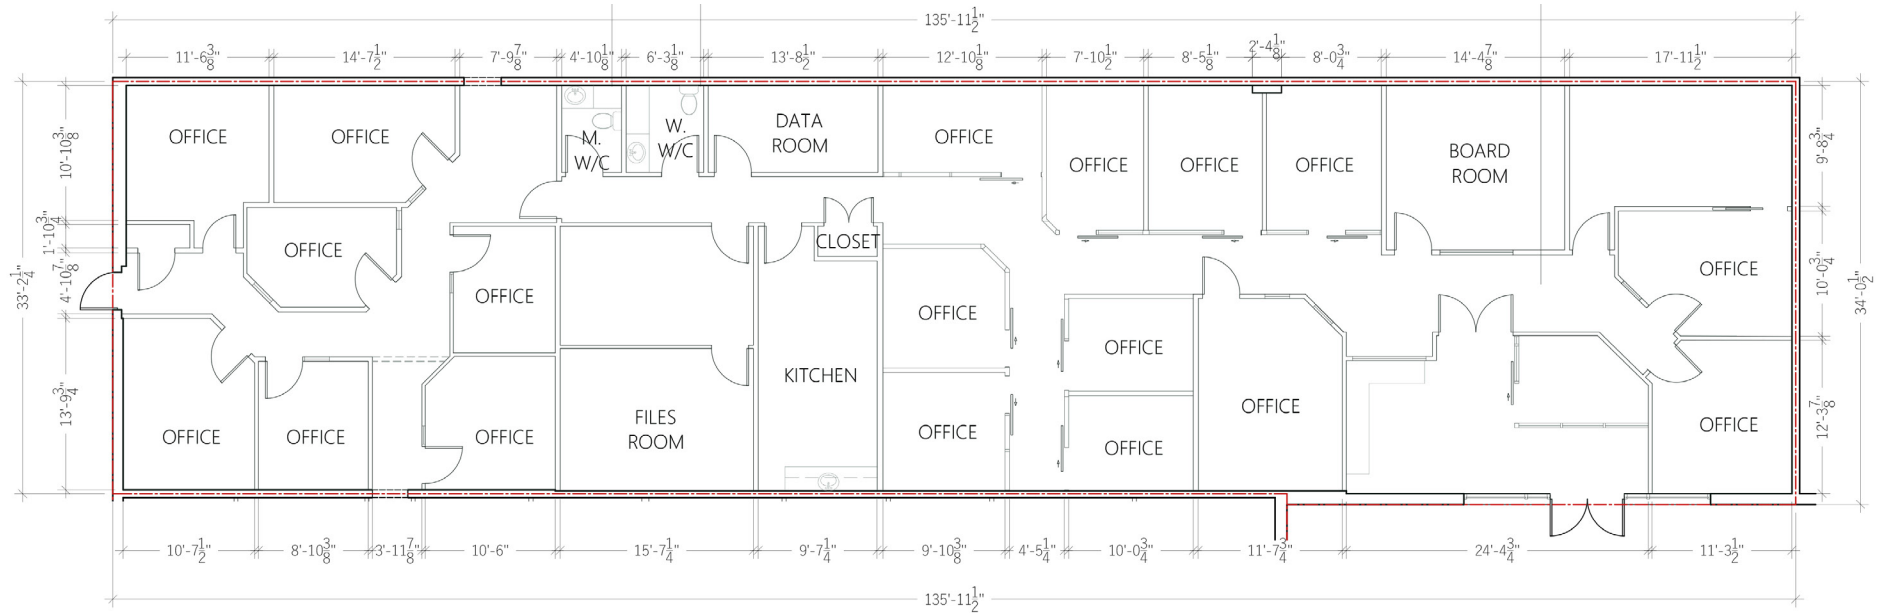 135'-11 1/2"
11'-6 3/8"
14'-7 1/2"
7'-9 7/8"
4'-10 1/8"
6'-3 1/8"
13'-8 1/2"
12'-10 1/8"
7'-10 1/2"
8'-5 1/8"
2'-4 1/8"
8'-0 3/4"
14'-4 7/8"
17'-11 1/2"
33'-2 1/4"
10'-10 3/8"
1'-10 3/4"
4'-10 7/8"
13'-9 3/4"
OFFICE
OFFICE
M.
W/C
W.
W/C
DATA
ROOM
OFFICE
OFFICE
OFFICE
OFFICE
BOARD
ROOM
OFFICE
CLOSET
OFFICE
OFFICE
OFFICE
OFFICE
KITCHEN
OFFICE
FILES
ROOM
OFFICE
OFFICE
OFFICE
OFFICE
OFFICE
OFFICE
OFFICE
9'-8 3/4"
10'-0 3/4"
12'-3 7/8"
34'-0 1/2"
10'-7 1/2"
8'-10 3/8"
3'-11 7/8"
10'-6"
15'-7 1/4"
9'-7 1/4"
9'-10 3/8"
4'-5 1/4"
10'-0 3/4"
11'-7 3/4"
24'-4 3/4"
11'-3 1/2"
135'-11 1/2"